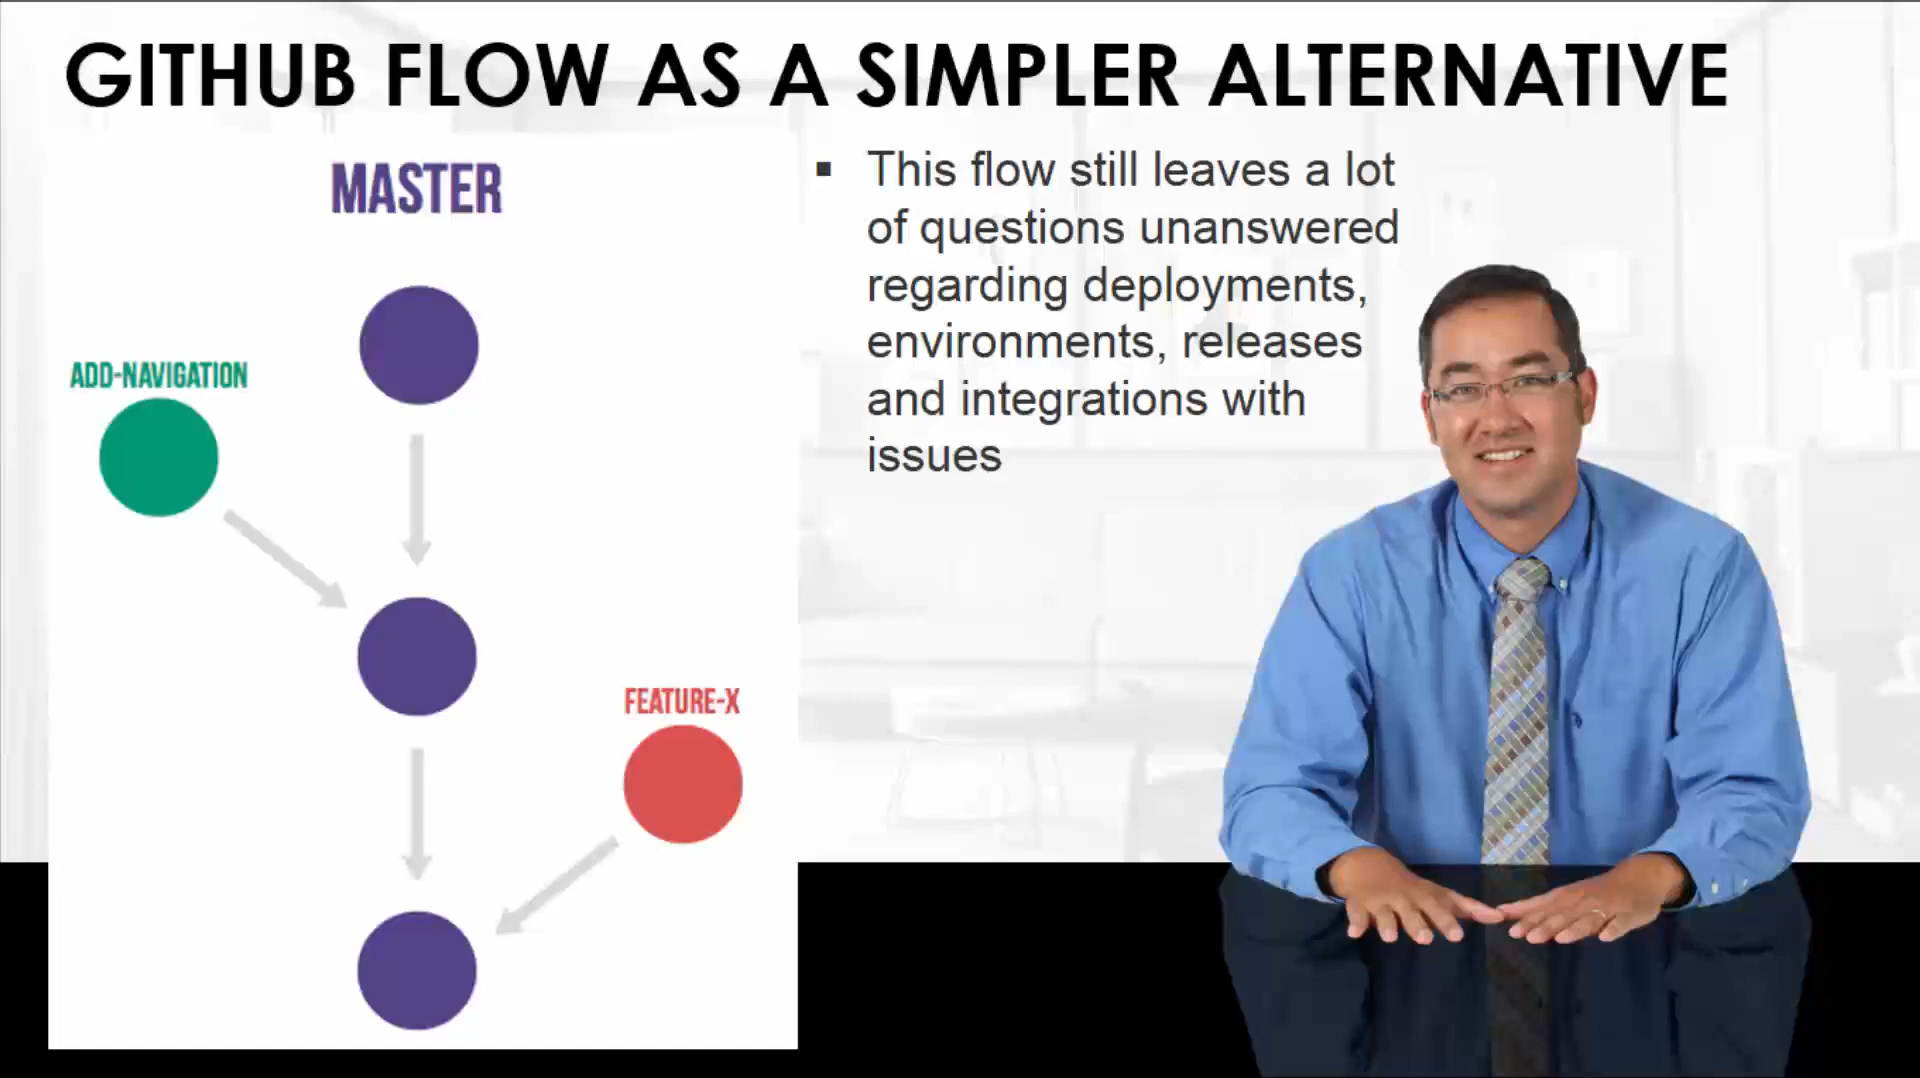 GITHUB FLOW AS A SIMPLER ALTERNATIVE
MASTER
ADD-NAVIGATION
FEATURE-X
▪ This flow still leaves a lot
of questions unanswered
regarding deployments,
environments, releases
and integrations with
issues